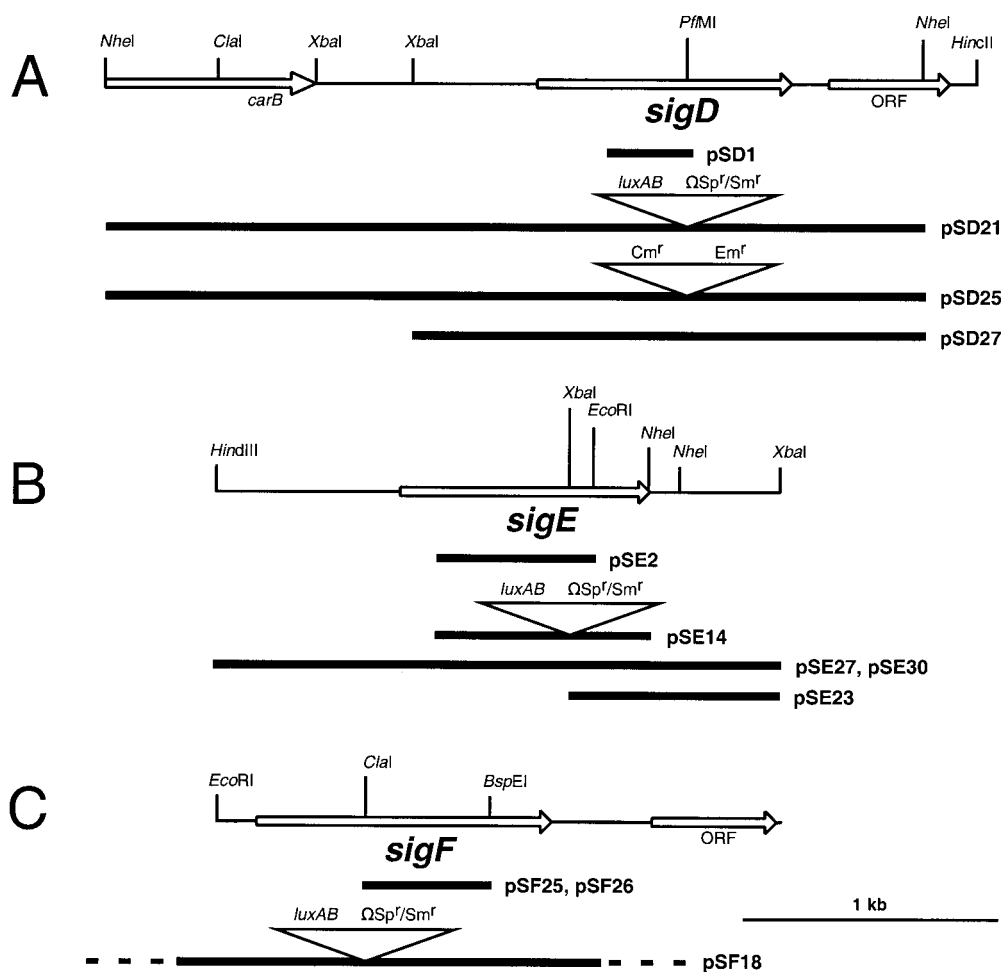 A
NheI ClaI XbaI XbaI PflMI NheI HincII
carB
sigD
ORF
pSD1
luxAB ΩSpʳ/Smʳ
pSD21
Cmʳ Emʳ
pSD25
pSD27
B
HindIII XbaI EcoRI NheI NheI XbaI
sigE
pSE2
luxAB ΩSpʳ/Smʳ
pSE14
pSE27, pSE30
pSE23
C
EcoRI ClaI BspEI
sigF
ORF
pSF25, pSF26
luxAB ΩSpʳ/Smʳ
1 kb
pSF18